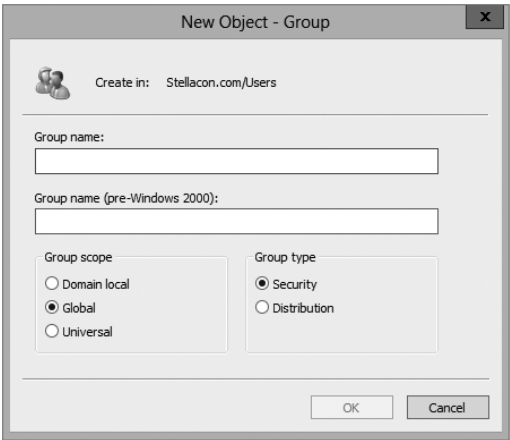 New Object - Group
x
Create in: Stellacon.com/Users
Group name:
Group name (pre-Windows 2000):
Group scope
Domain local
Global
Universal
Group type
Security
Distribution
OK
Cancel